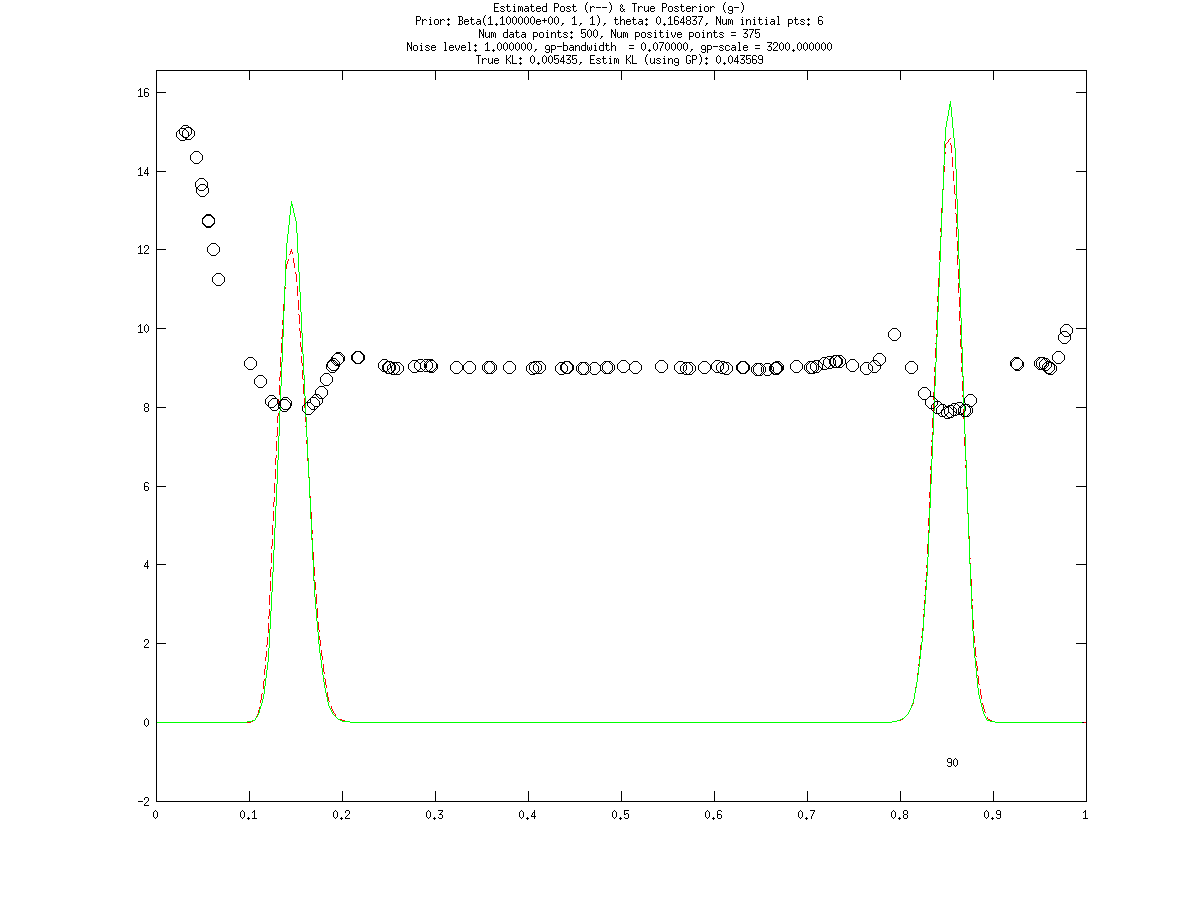 Estimated Post (r--) & True Posterior (g-)
Prior: Beta(1.100000e+00, 1, 1), theta: 0.164837, Num initial pts: 6
Num data points: 500, Num positive points = 375
Noise level: 1.000000, gp-bandwidth  = 0.070000, gp-scale = 3200.000000
True KL: 0.005435, Estim KL (using GP): 0.043569
16
14
12
10
8
6
4
2
0
90
-2
0 0.1 0.2 0.3 0.4 0.5 0.6 0.7 0.8 0.9 1